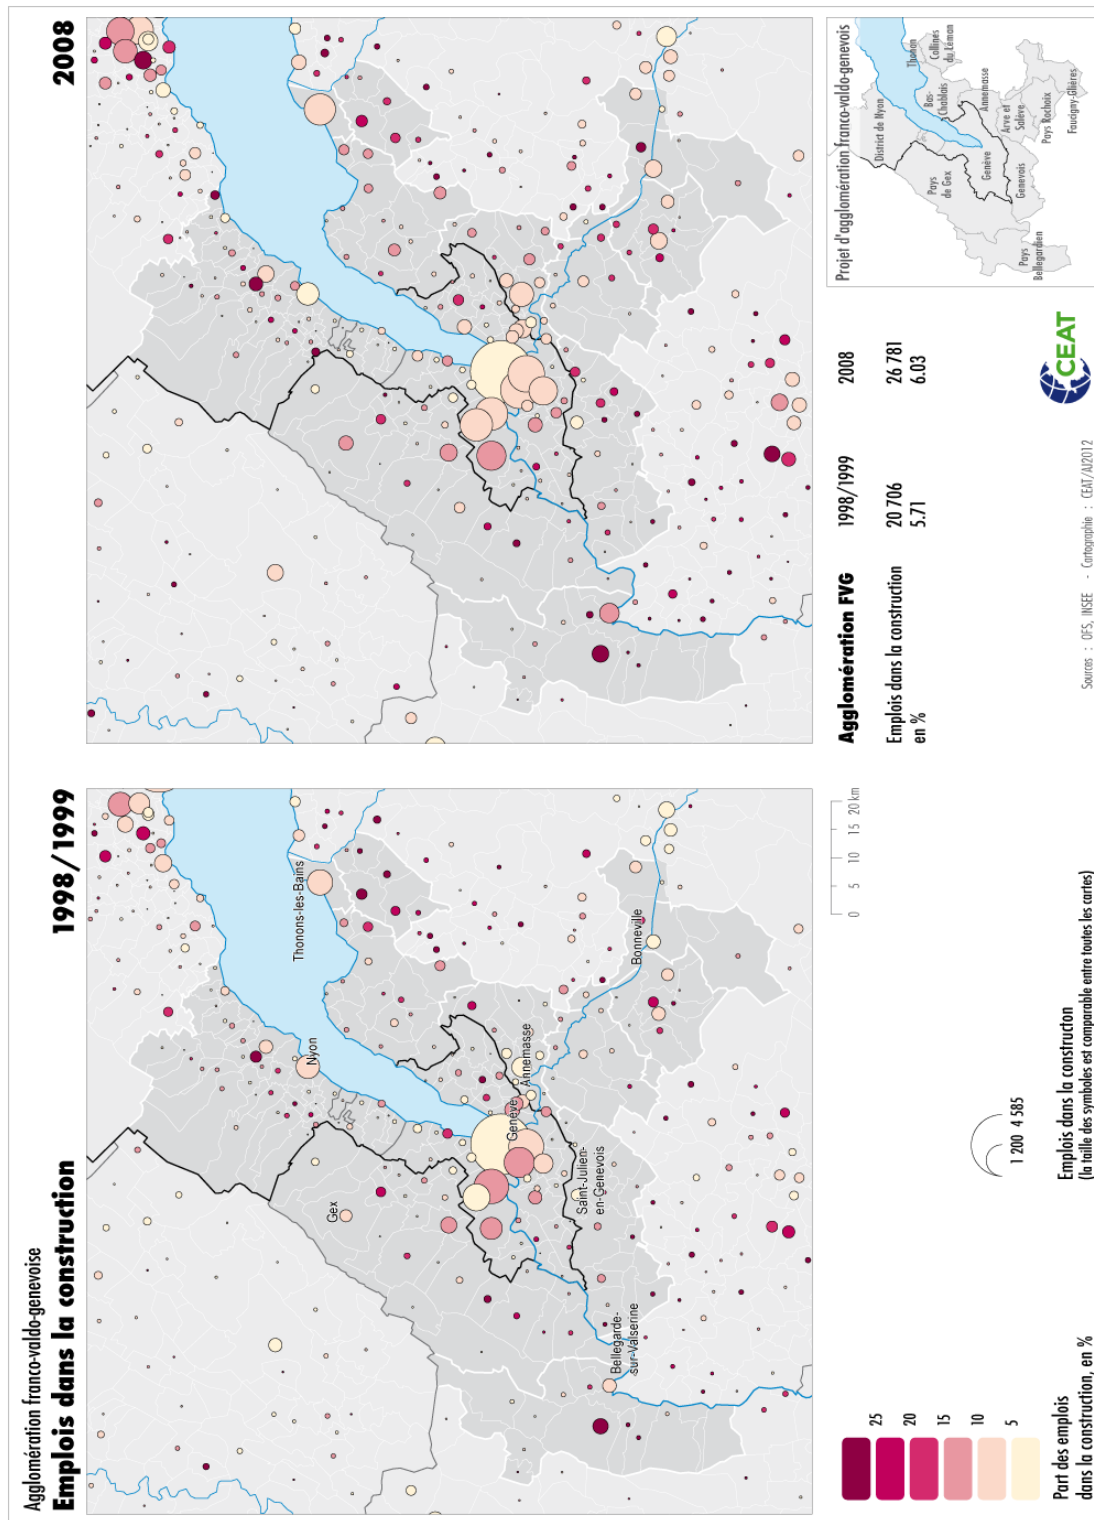 Agglomération franco-valdo-genevoise
Emplois dans la construction
1998/1999
2008
Gex
Nyon
Thonons-les-Bains
Genève
Annemasse
Saint-Julien-
en-Genevois
Bellegarde-
sur-Valserine
Bonneville
0 5 10 15 20 km
25
20
15
10
5
Part des emplois
dans la construction, en %
1 200 4 585
Emplois dans la constructon
(la taille des symboles est comparable entre toutes les cartes)
Agglomération FVG 1998/1999 2008
Emplois dans la construction 20 706 26 781
en % 5.71 6.03
Sources : OFS, INSEE - Cartographie : CEAT/AU2012
CEAT
Projet d'agglomération franco-valdo-genevois
District de Nyon
Pays
de Gex
Thonon
Collines
du Léman
Bas-
Chablais
Annemasse
Genève
Arve et
Salève
Genevois
Pays Rochoix
Faucigny-Glières
Pays
Bellegardien